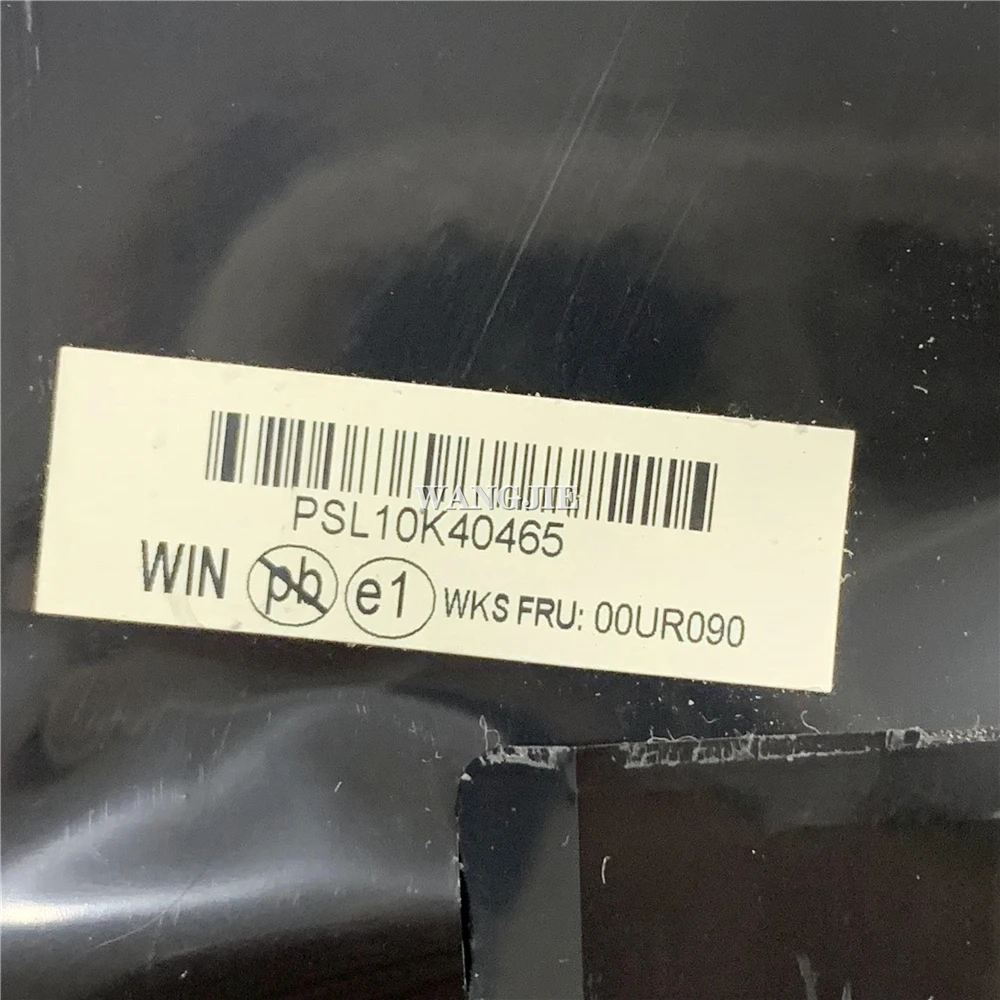 WANGJIE
PSL10K40465
WIN pb e1 WKS FRU: 00UR090